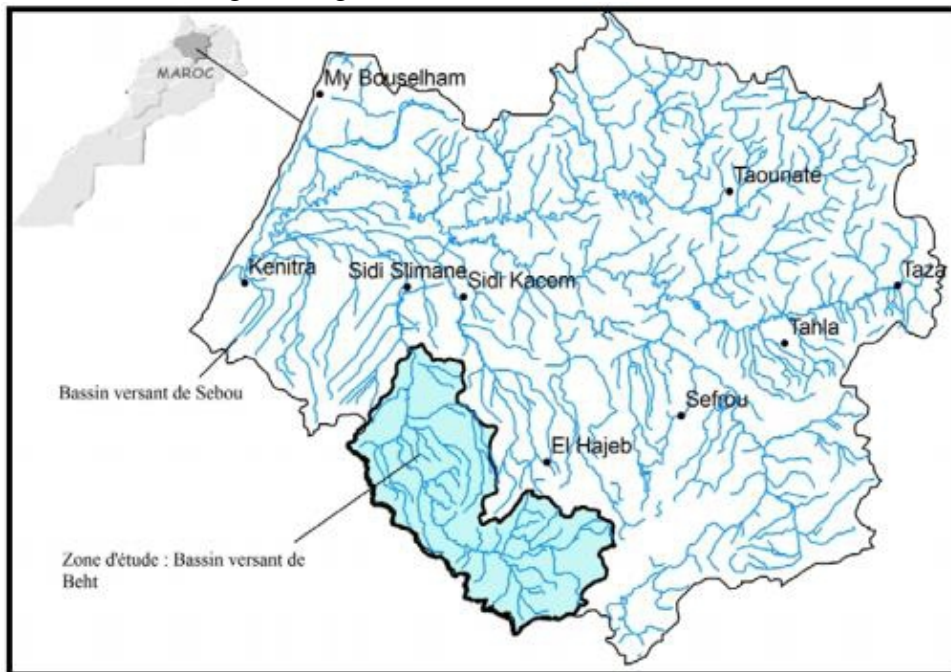 MAROC
My Bouselham
Taounate
Kenitra
Sidi Slimane
Sidi Kacem
Taza
Tahla
Bassin versant de Sebou
Sefrou
El Hajeb
Zone d'étude : Bassin versant de
Beht